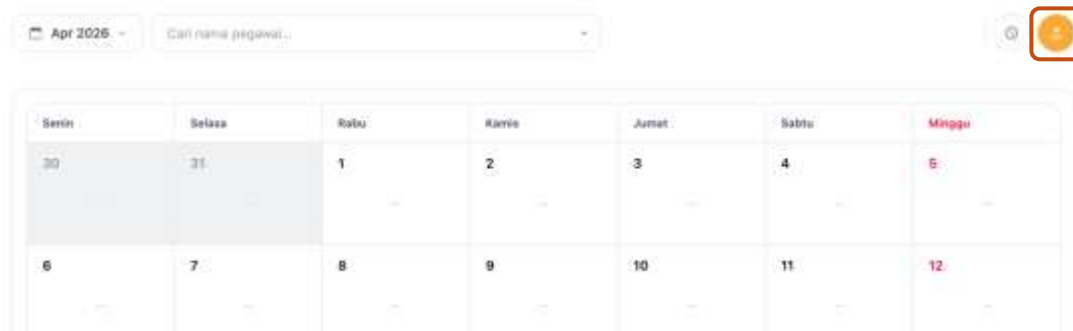 Apr 2026
Cari nama pegawai...
Senin Selasa Rabu Kamis Jumat Sabtu Minggu
30 31 1 2 3 4 5
6 7 8 9 10 11 12